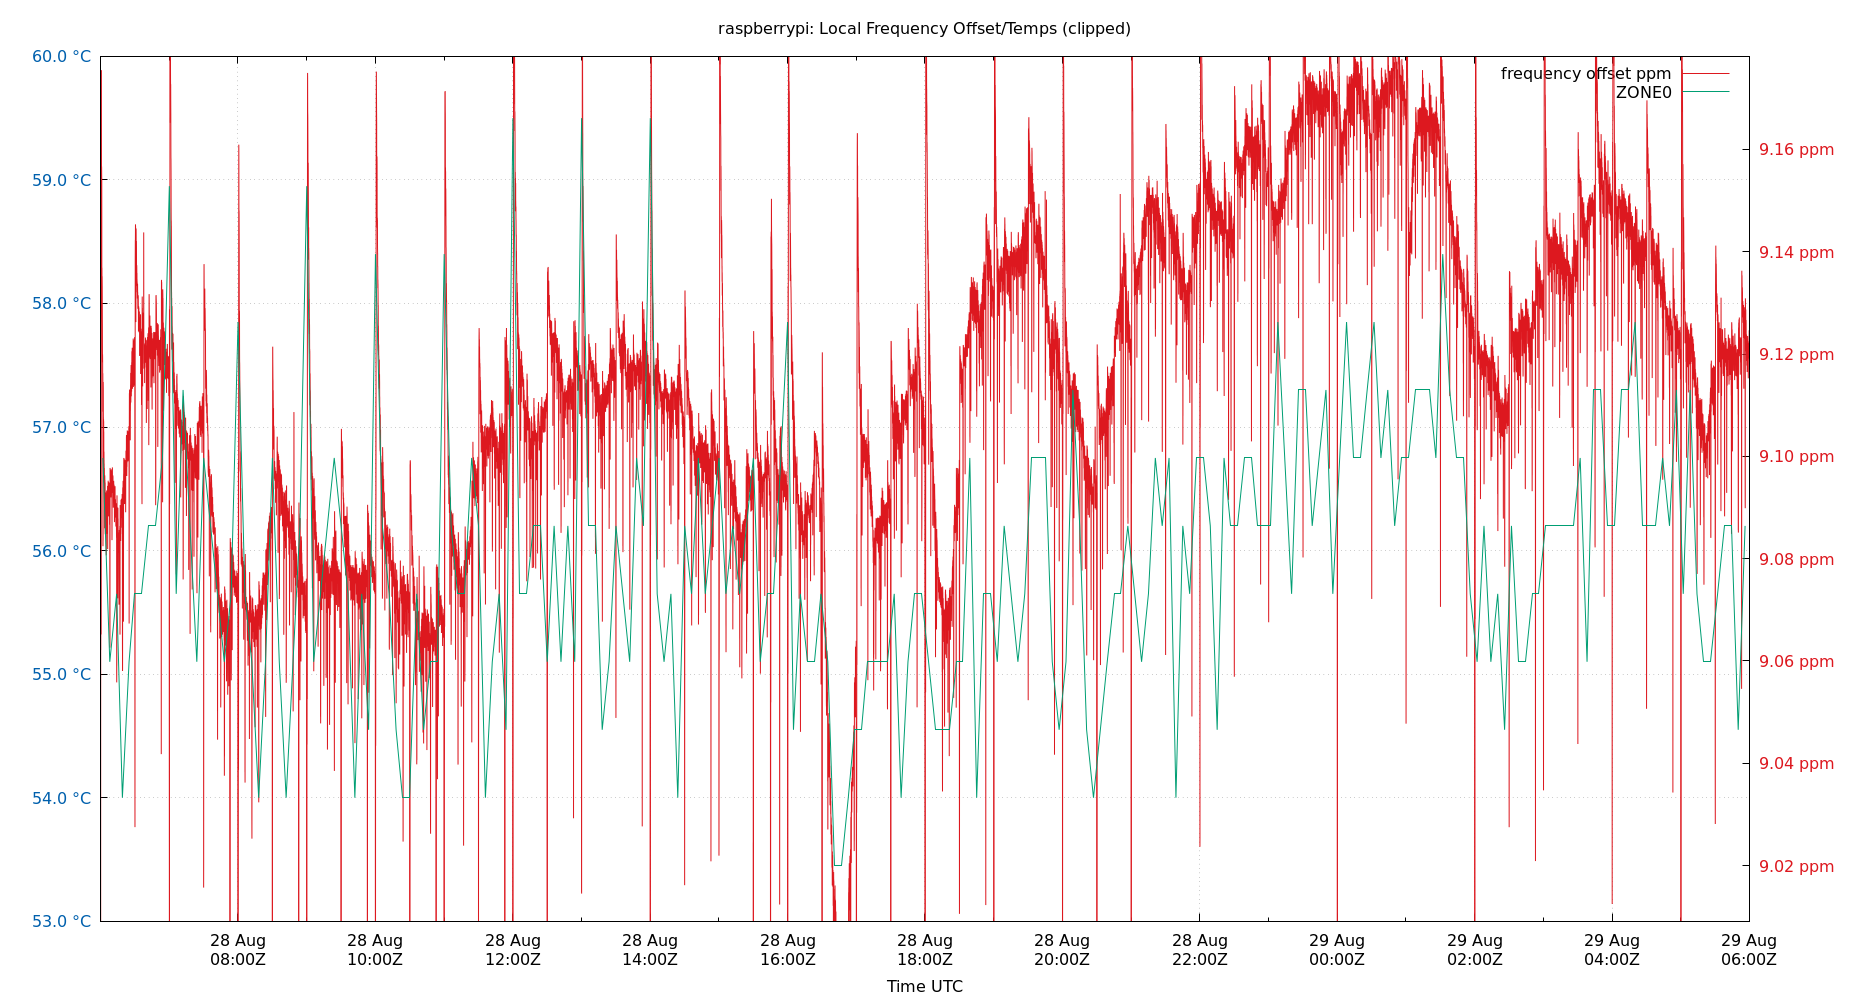 raspberrypi: Local Frequency Offset/Temps (clipped)
60.0 °C
59.0 °C
58.0 °C
57.0 °C
56.0 °C
55.0 °C
54.0 °C
53.0 °C
frequency offset ppm
ZONE0
9.16 ppm
9.14 ppm
9.12 ppm
9.10 ppm
9.08 ppm
9.06 ppm
9.04 ppm
9.02 ppm
28 Aug 28 Aug 28 Aug 28 Aug 28 Aug 28 Aug 28 Aug 28 Aug 29 Aug 29 Aug 29 Aug 29 Aug
08:00Z 10:00Z 12:00Z 14:00Z 16:00Z 18:00Z 20:00Z 22:00Z 00:00Z 02:00Z 04:00Z 06:00Z
Time UTC